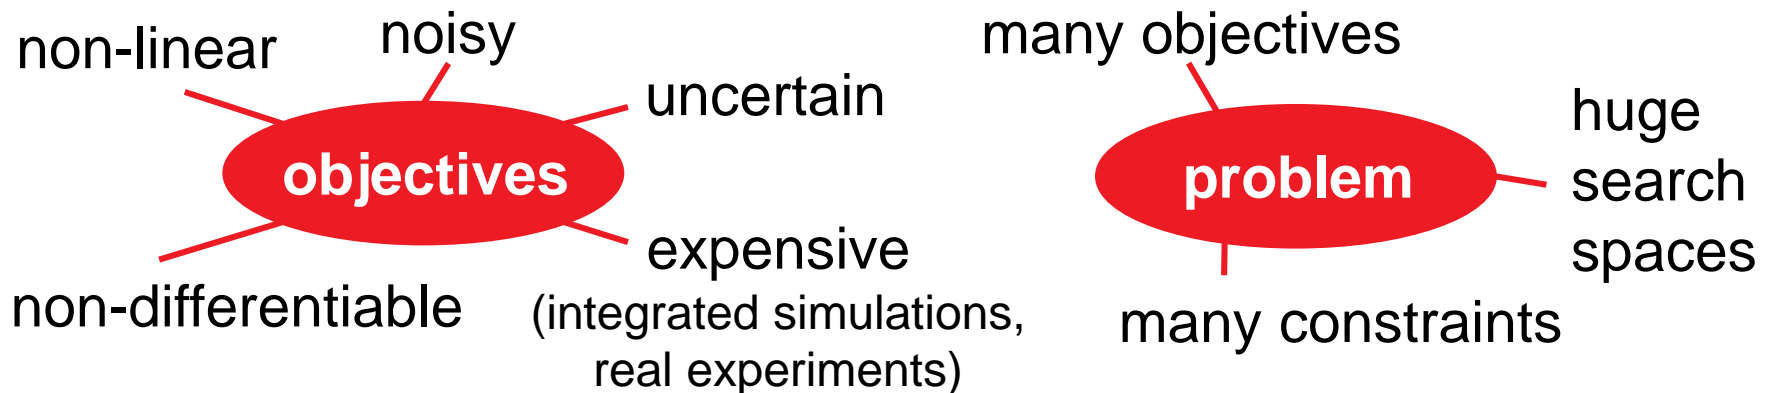 non-linear
noisy
uncertain
objectives
non-differentiable
expensive
(integrated simulations,
real experiments)
many objectives
problem
huge
search
spaces
many constraints